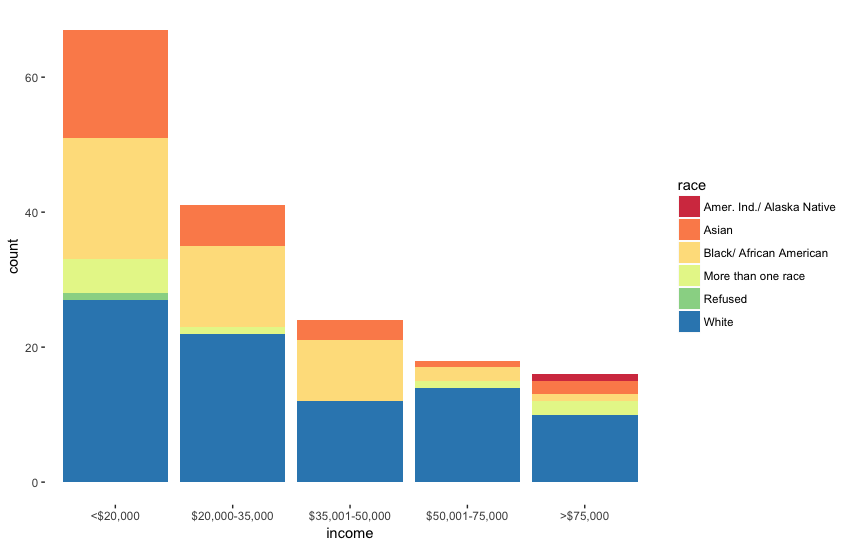 60
40
20
0
count
<$20,000
$20,000-35,000
$35,001-50,000
$50,001-75,000
>$75,000
income
race
Amer. Ind./ Alaska Native
Asian
Black/ African American
More than one race
Refused
White